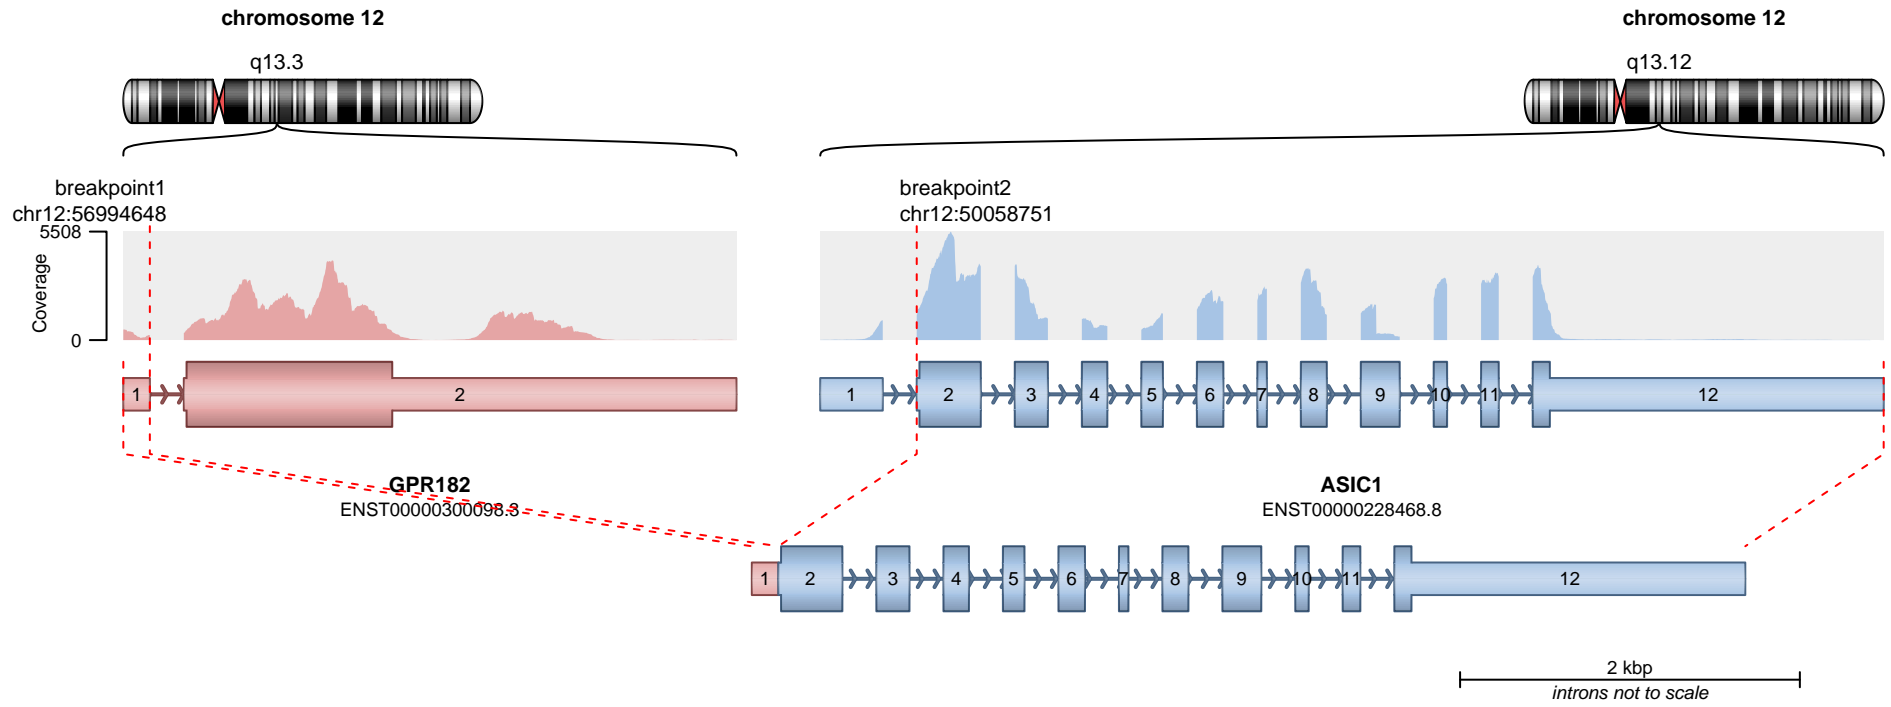 chromosome 12
chromosome 12
q13.3
q13.12
breakpoint1
chr12:56994648
breakpoint2
chr12:50058751
5508
Coverage
0
1
2
1
2
3
4
5
6
7
8
9
10
11
12
GPR182
ENST00000300098.3
ASIC1
ENST00000228468.8
1
2
3
4
5
6
7
8
9
10
11
12
2 kbp
introns not to scale